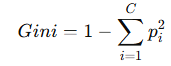 Gini = 1 - \sum_{i=1}^{C} p_i^2